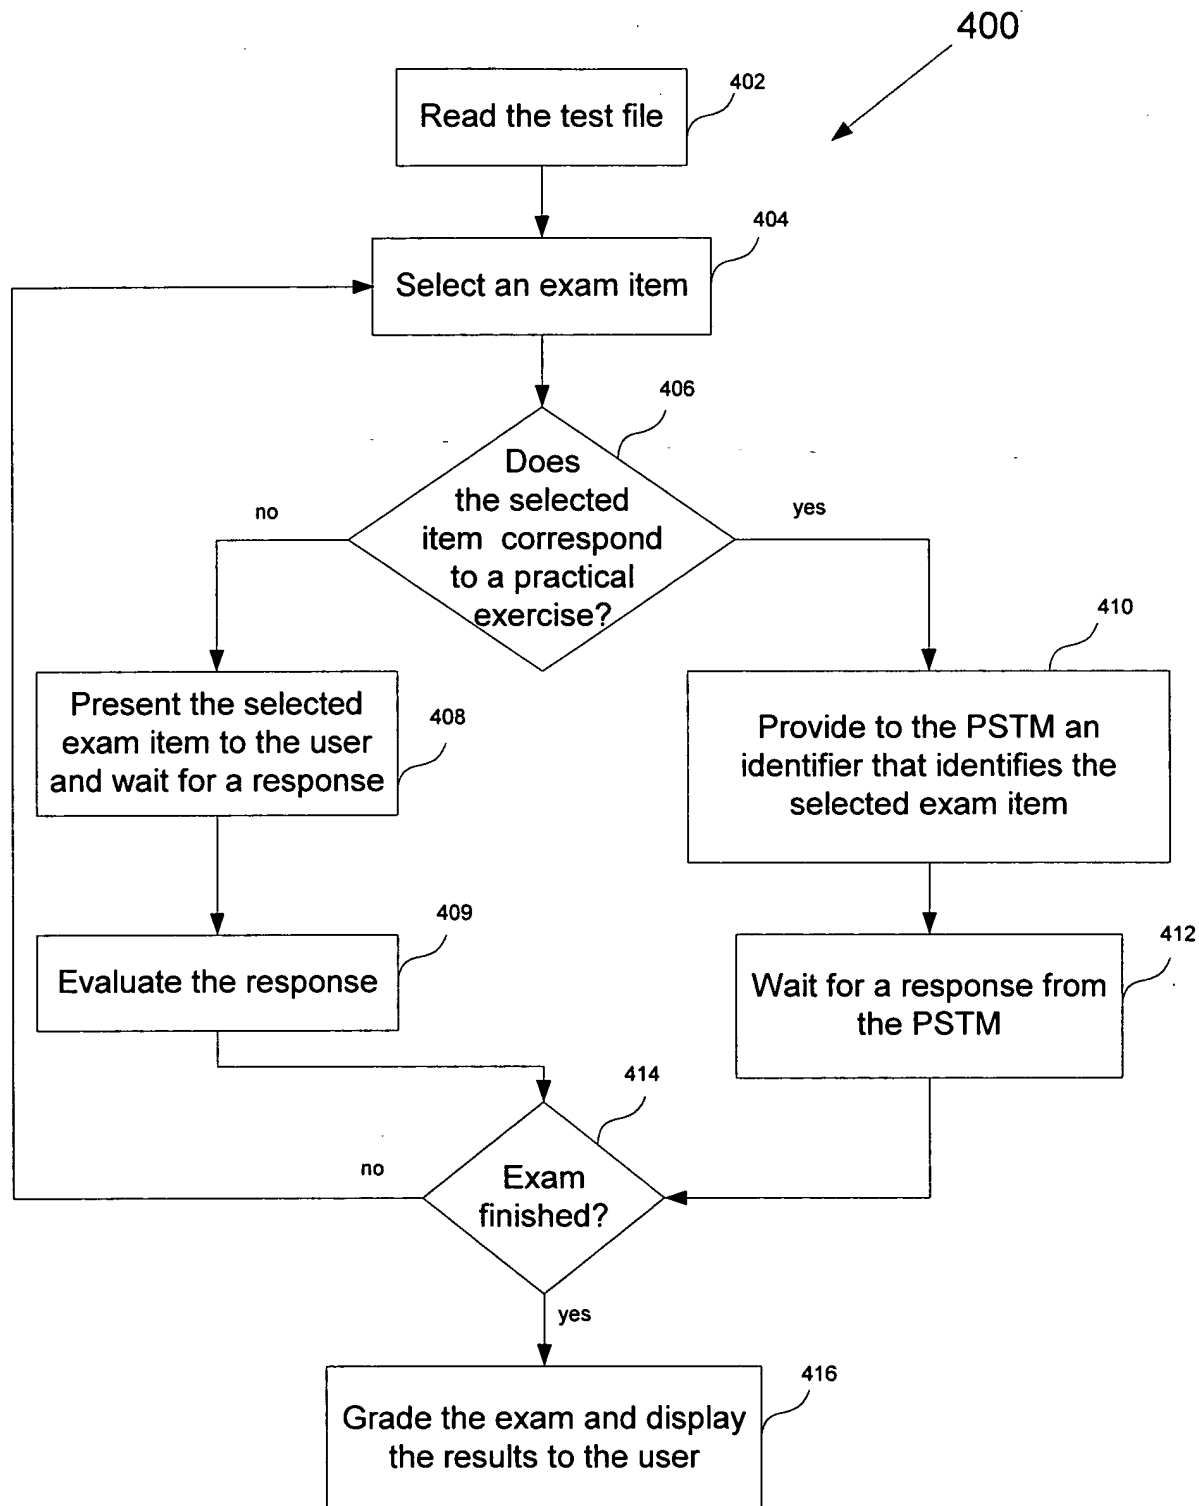 400
402
Read the test file
404
Select an exam item
406
Does
the selected
item correspond
to a practical
exercise?
no
yes
410
Present the selected
exam item to the user
and wait for a response
408
Provide to the PSTM an
identifier that identifies the
selected exam item
409
Evaluate the response
412
Wait for a response from
the PSTM
414
Exam
finished?
no
yes
416
Grade the exam and display
the results to the user